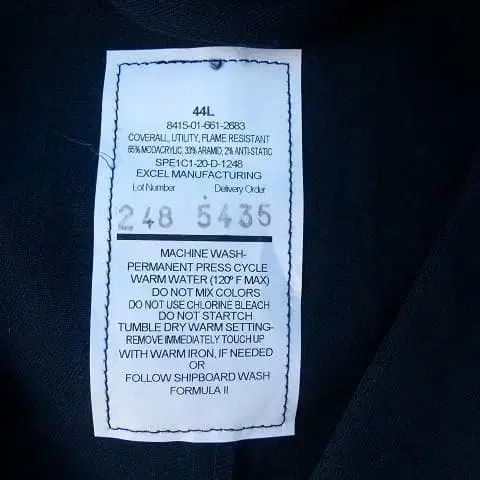 44L
8415-01-661-2683
COVERALL, UTILITY, FLAME RESISTANT
65% MODACRYLIC, 33% ARAMID, 2% ANTI-STATIC
SPE1C1-20-D-1248
EXCEL MANUFACTURING
Lot Number Delivery Order
248 5435
MACHINE WASH-
PERMANENT PRESS CYCLE
WARM WATER (120° F MAX)
DO NOT MIX COLORS
DO NOT USE CHLORINE BLEACH
DO NOT STARTCH
TUMBLE DRY WARM SETTING-
REMOVE IMMEDIATELY TOUCH UP
WITH WARM IRON, IF NEEDED
OR
FOLLOW SHIPBOARD WASH
FORMULA II